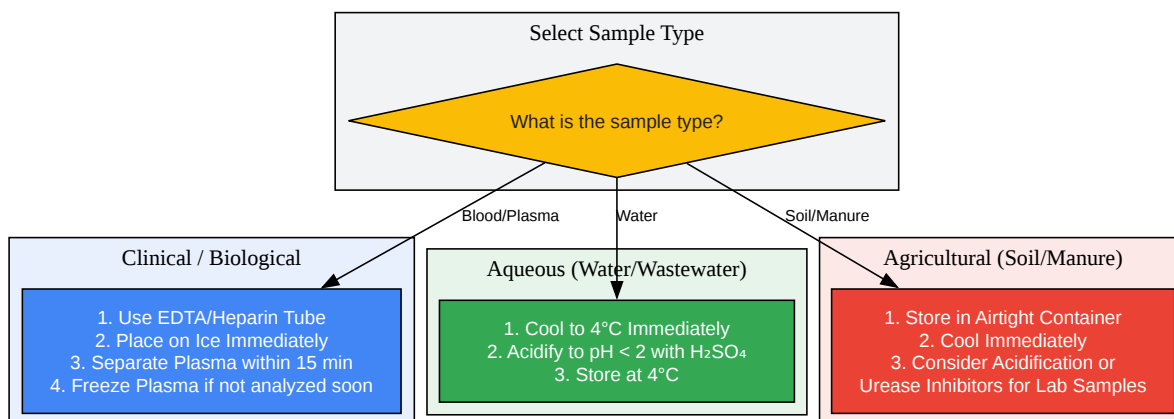 Select Sample Type
What is the sample type?
Blood/Plasma
Water
Soil/Manure
Clinical / Biological
1. Use EDTA/Heparin Tube
2. Place on Ice Immediately
3. Separate Plasma within 15 min
4. Freeze Plasma if not analyzed soon
Aqueous (Water/Wastewater)
1. Cool to 4°C Immediately
2. Acidify to pH < 2 with H₂SO₄
3. Store at 4°C
Agricultural (Soil/Manure)
1. Store in Airtight Container
2. Cool Immediately
3. Consider Acidification or
Urease Inhibitors for Lab Samples